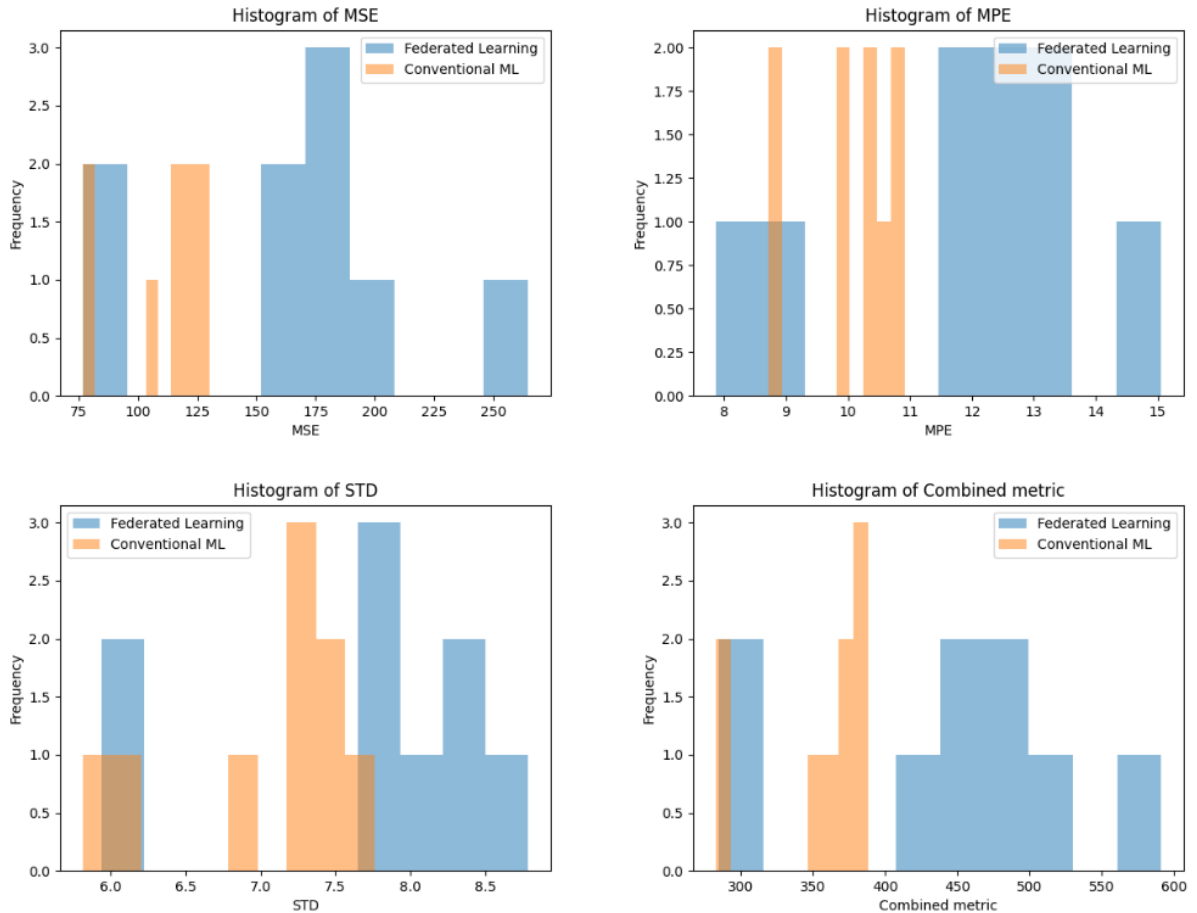 Histogram of MSE
3.0
2.5
2.0
1.5
1.0
0.5
0.0
Frequency
75 100 125 150 175 200 225 250
MSE
Federated Learning
Conventional ML
Histogram of MPE
2.00
1.75
1.50
1.25
1.00
0.75
0.50
0.25
0.00
Frequency
8 9 10 11 12 13 14 15
MPE
Federated Learning
Conventional ML
Histogram of STD
3.0
2.5
2.0
1.5
1.0
0.5
0.0
Frequency
6.0 6.5 7.0 7.5 8.0 8.5
STD
Federated Learning
Conventional ML
Histogram of Combined metric
3.0
2.5
2.0
1.5
1.0
0.5
0.0
Frequency
300 350 400 450 500 550 600
Combined metric
Federated Learning
Conventional ML